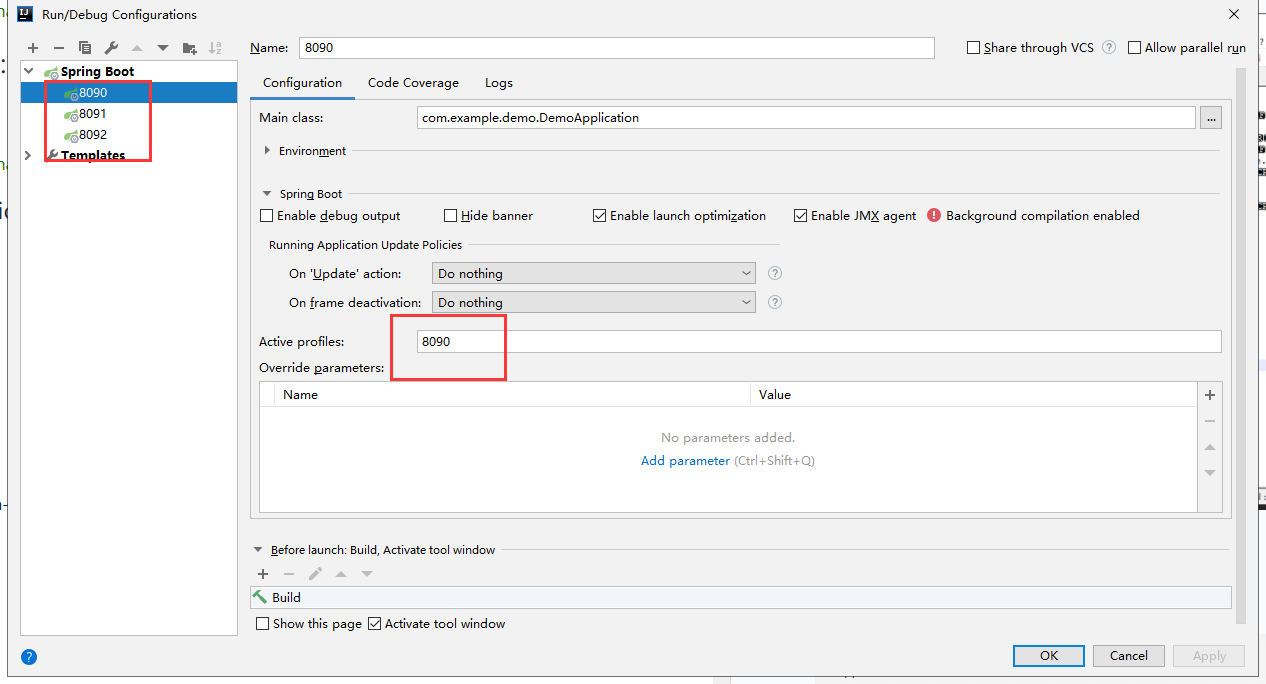 Run/Debug Configurations
Name: 8090 Share through VCS ? Allow parallel run
Spring Boot
8090
8091
8092
Templates
Configuration Code Coverage Logs
Main class: com.example.demo.DemoApplication ...
Environment
Spring Boot
Enable debug output Hide banner Enable launch optimization Enable JMX agent Background compilation enabled
Running Application Update Policies
On 'Update' action: Do nothing ?
On frame deactivation: Do nothing ?
Active profiles: 8090
Override parameters:
Name Value
No parameters added.
Add parameter (Ctrl+Shift+Q)
Before launch: Build, Activate tool window
Build
Show this page Activate tool window
? OK Cancel Apply